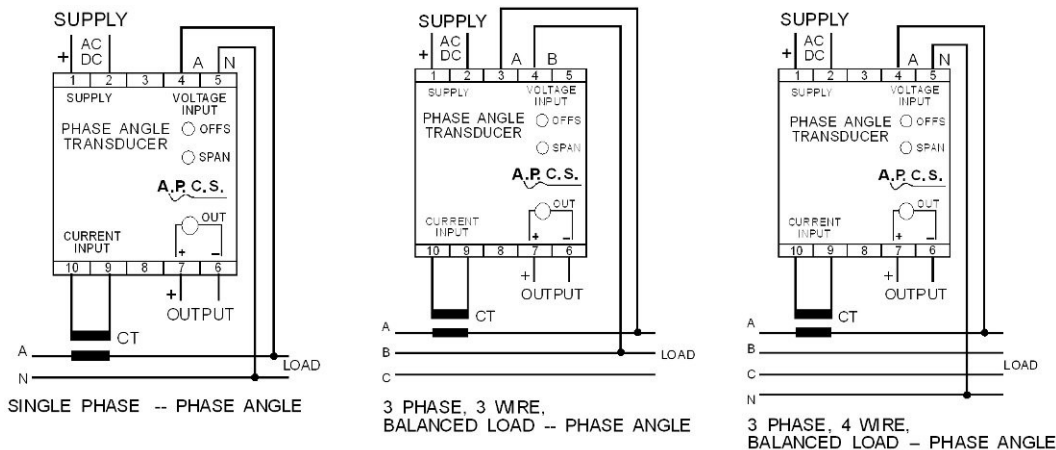 SUPPLY
+ AC
DC
A N
1 2 3 4 5
SUPPLY VOLTAGE
INPUT
PHASE ANGLE
TRANSDUCER
OFFS
SPAN
A.P.C.S.
OUT
CURRENT
INPUT
+ –
10 9 8 7 6
+
OUTPUT
CT
A
LOAD
N
SINGLE PHASE -- PHASE ANGLE
SUPPLY
+ AC
DC
A B
1 2 3 4 5
SUPPLY VOLTAGE
INPUT
PHASE ANGLE
TRANSDUCER
OFFS
SPAN
A.P.C.S.
OUT
CURRENT
INPUT
+ –
10 9 8 7 6
+
OUTPUT
CT
A
B
LOAD
C
3 PHASE, 3 WIRE,
BALANCED LOAD -- PHASE ANGLE
SUPPLY
+ AC
DC
A N
1 2 3 4 5
SUPPLY VOLTAGE
INPUT
PHASE ANGLE
TRANSDUCER
OFFS
SPAN
A.P.C.S.
OUT
CURRENT
INPUT
+ –
10 9 8 7 6
+
OUTPUT
CT
A
B
LOAD
C
N
3 PHASE, 4 WIRE,
BALANCED LOAD – PHASE ANGLE